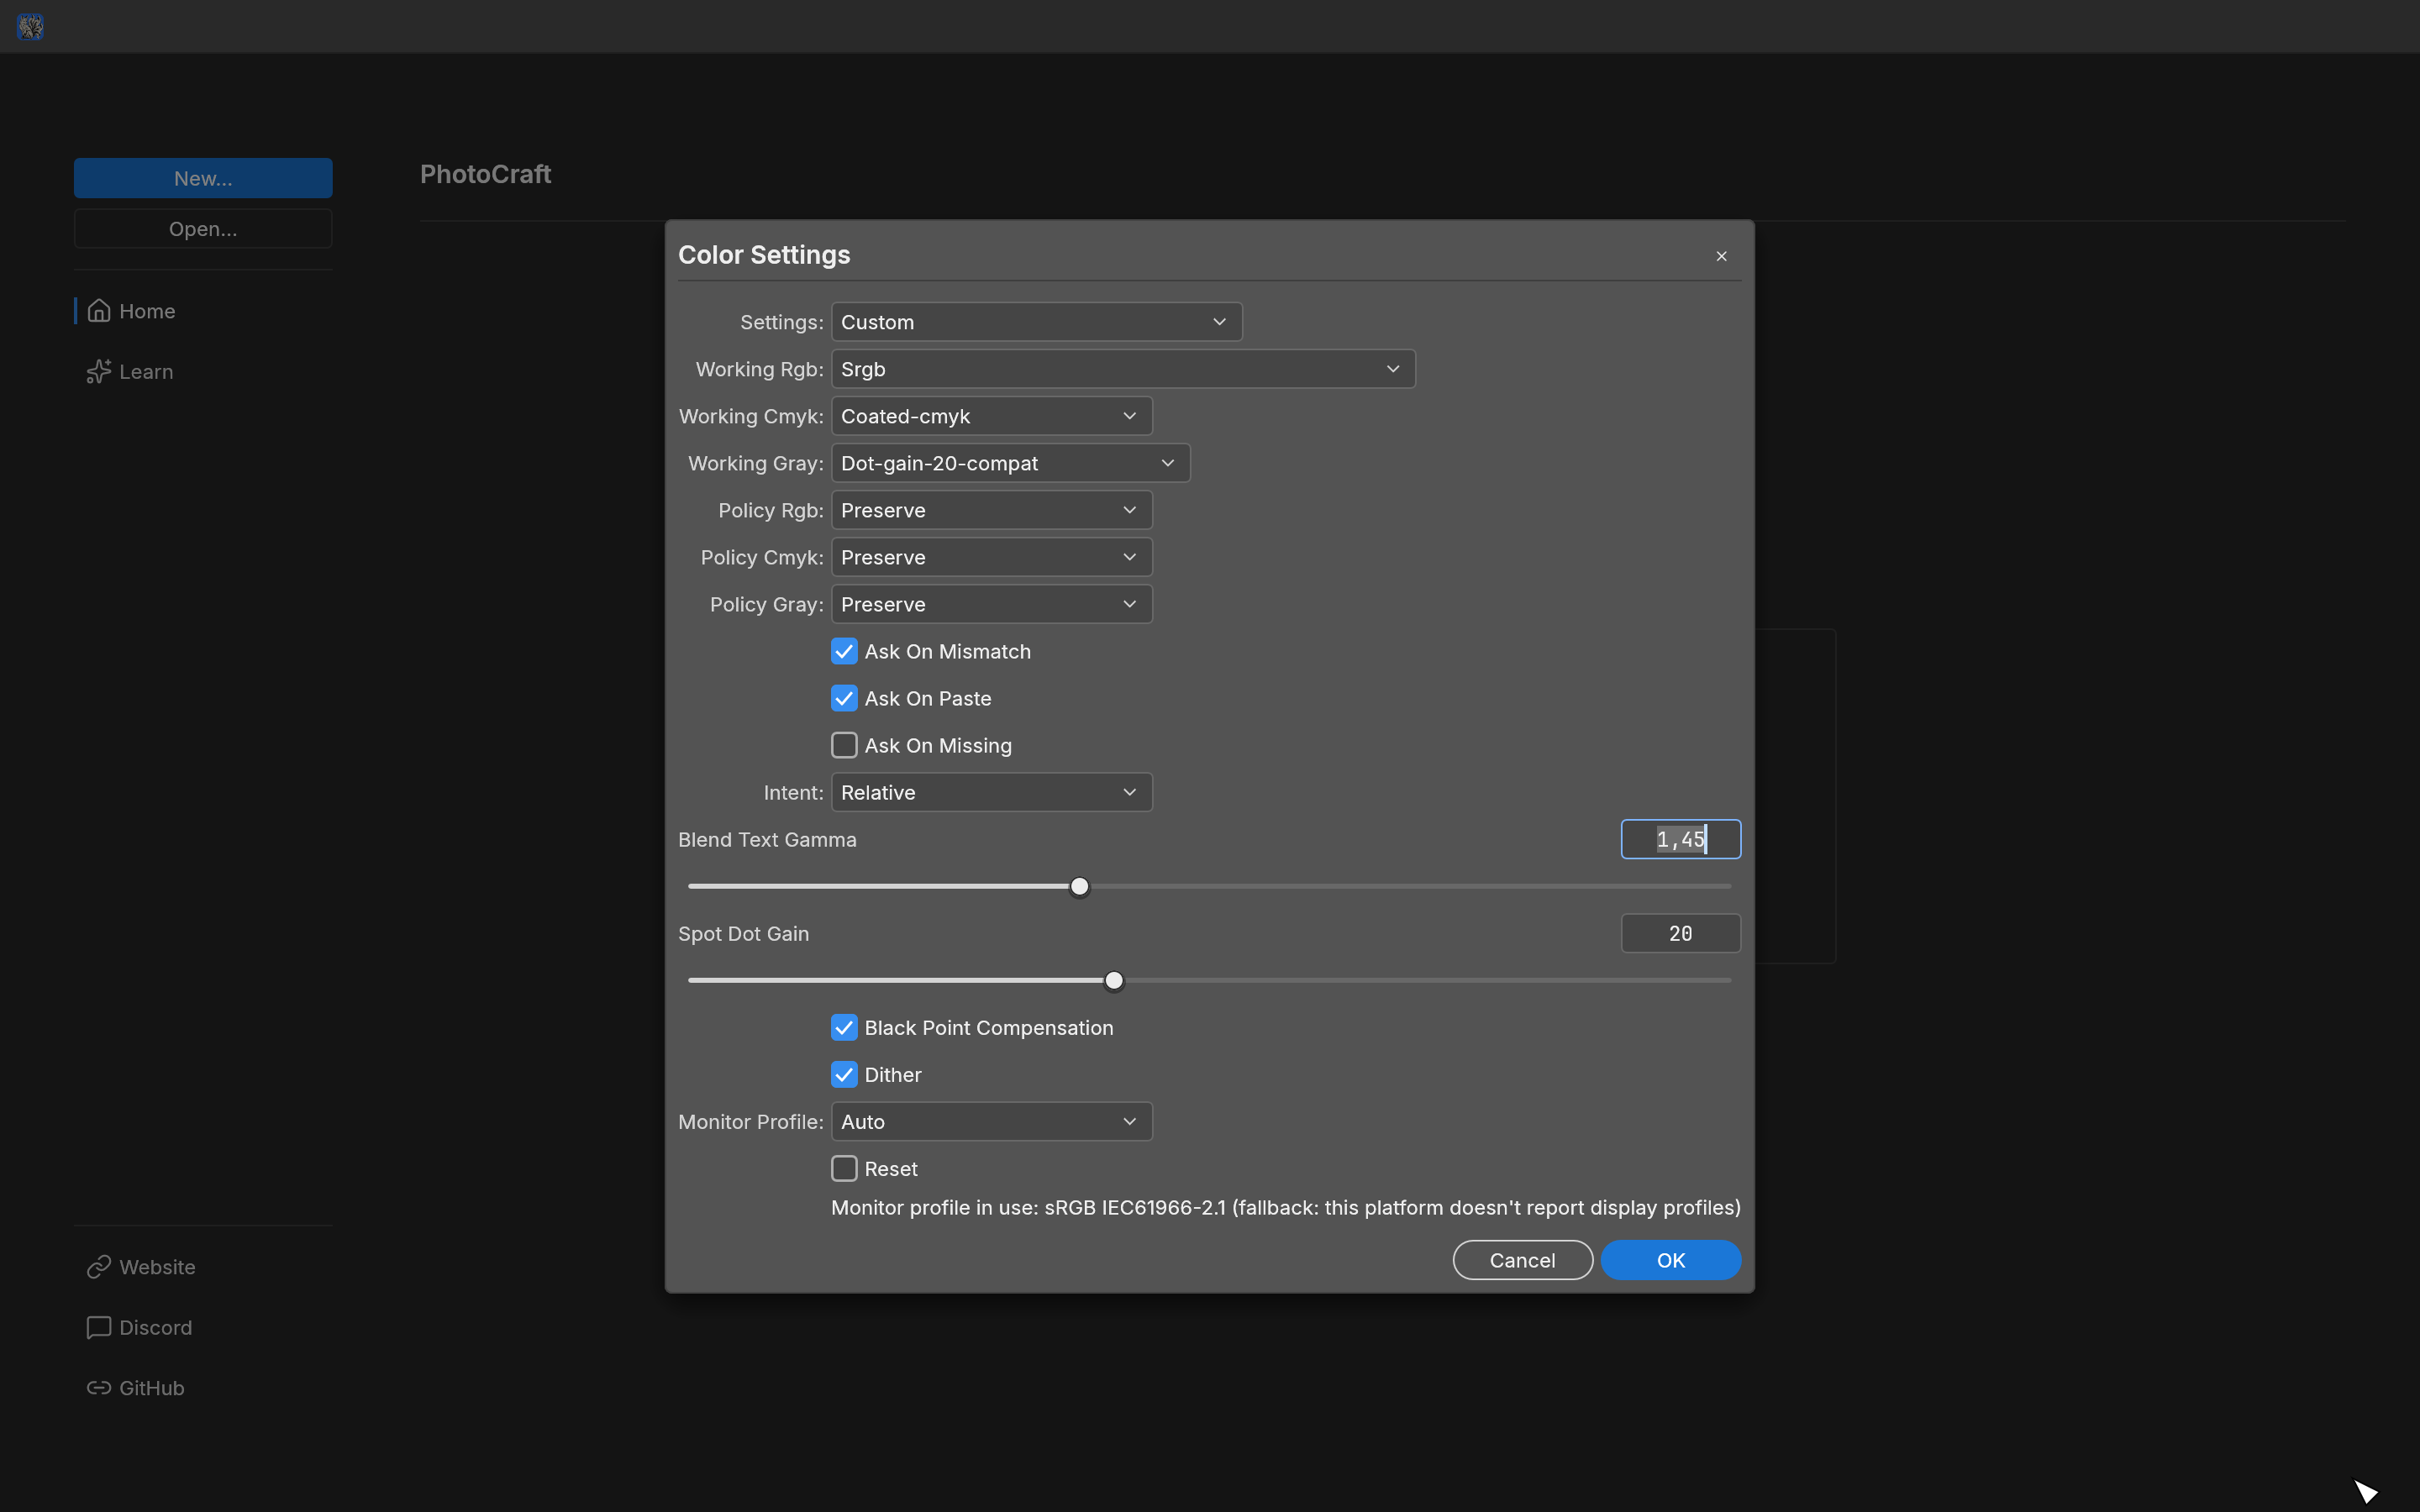 New...
Open...
Home
Learn
PhotoCraft
Color Settings
Settings: Custom
Working Rgb: Srgb
Working Cmyk: Coated-cmyk
Working Gray: Dot-gain-20-compat
Policy Rgb: Preserve
Policy Cmyk: Preserve
Policy Gray: Preserve
Ask On Mismatch
Ask On Paste
Ask On Missing
Intent: Relative
Blend Text Gamma 1,45
Spot Dot Gain 20
Black Point Compensation
Dither
Monitor Profile: Auto
Reset
Monitor profile in use: sRGB IEC61966-2.1 (fallback: this platform doesn't report display profiles)
Cancel OK
Website
Discord
GitHub